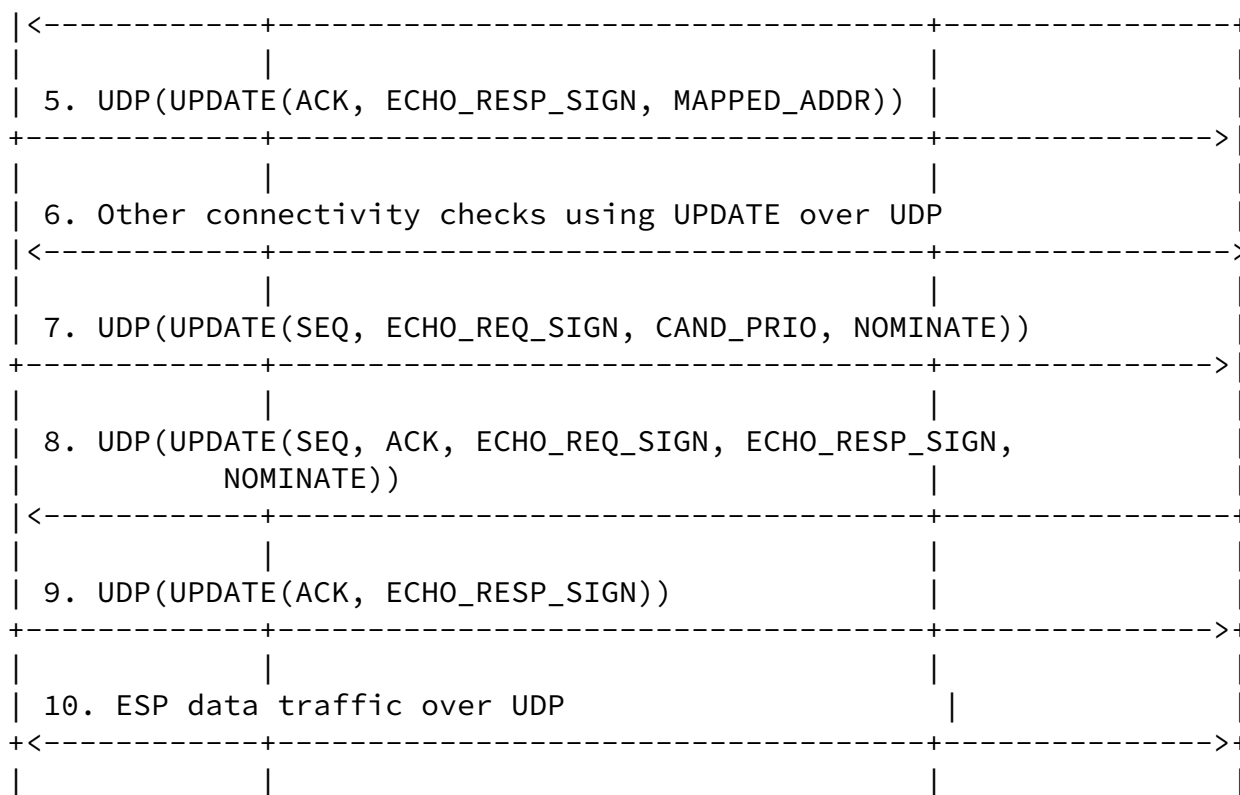 5. UDP(UPDATE(ACK, ECHO_RESP_SIGN, MAPPED_ADDR))
6. Other connectivity checks using UPDATE over UDP
7. UDP(UPDATE(SEQ, ECHO_REQ_SIGN, CAND_PRIO, NOMINATE))
8. UDP(UPDATE(SEQ, ACK, ECHO_REQ_SIGN, ECHO_RESP_SIGN,
NOMINATE))
9. UDP(UPDATE(ACK, ECHO_RESP_SIGN))
10. ESP data traffic over UDP